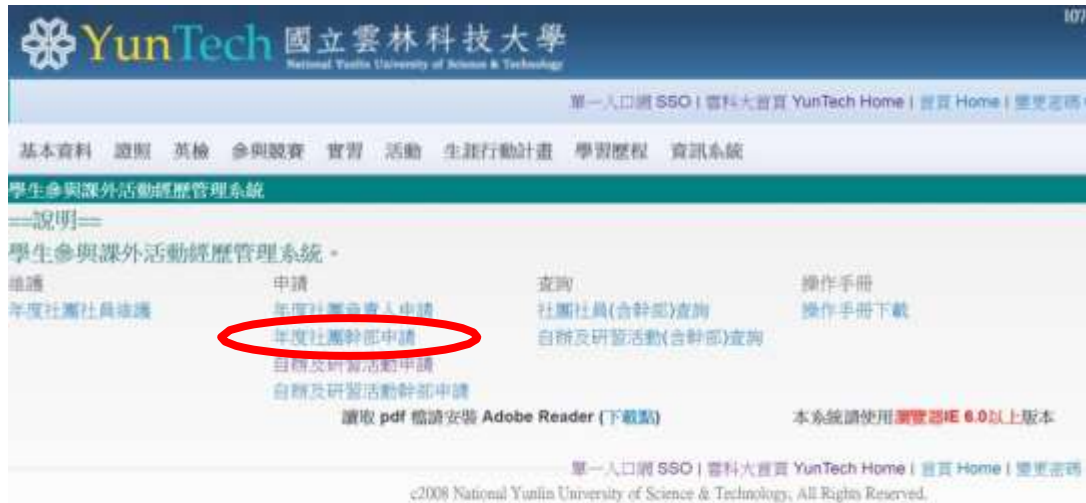 107
YunTech 國立雲林科技大學
National Yunlin University of Science & Technology
單一入口網 SSO | 雲科大首頁 YunTech Home | 首頁 Home | 變更密碼
基本資料 證照 英檢 參與競賽 實習 活動 生涯行動計畫 學習歷程 資訊系統
學生參與課外活動經歷管理系統
==說明==
學生參與課外活動經歷管理系統。
維護 申請 查詢 操作手冊
年度社團社員維護 年度社團負責人申請 社團社員(含幹部)查詢 操作手冊下載
年度社團幹部申請 自辦及研習活動(含幹部)查詢
自辦及研習活動申請
自辦及研習活動幹部申請
讀取 pdf 檔請安裝 Adobe Reader (下載點) 本系統請使用瀏覽器IE 6.0以上版本
單一入口網 SSO | 雲科大首頁 YunTech Home | 首頁 Home | 變更密碼
c2008 National Yunlin University of Science & Technology, All Rights Reserved.